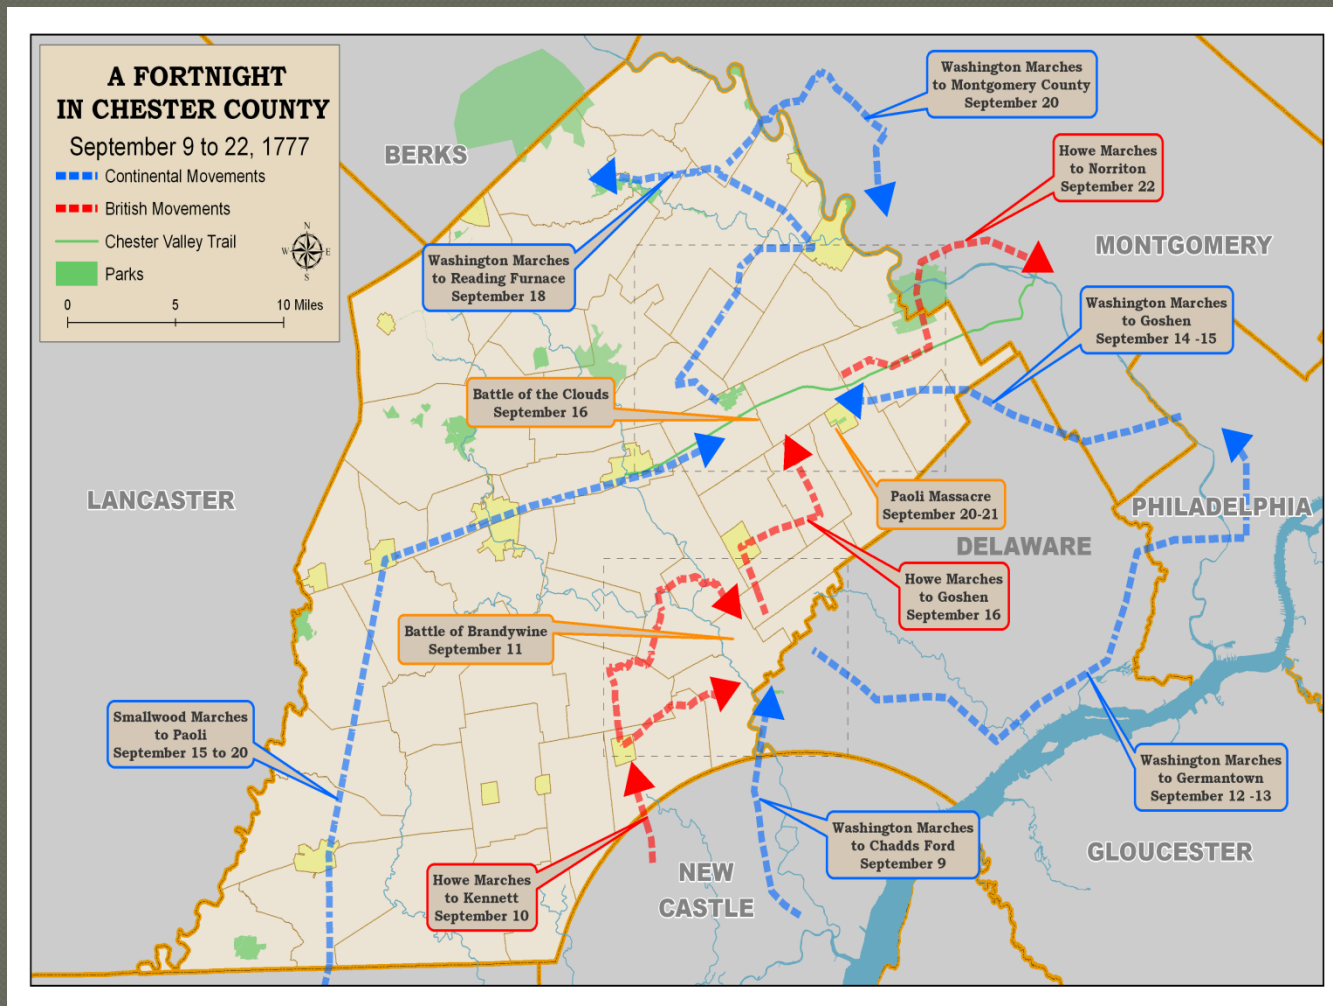 A FORTNIGHT
IN CHESTER COUNTY
September 9 to 22, 1777
Continental Movements
British Movements
Chester Valley Trail
Parks
N
W
E
S
0
5
10 Miles
BERKS
Washington Marches
to Montgomery County
September 20
Howe Marches
to Norriton
September 22
MONTGOMERY
Washington Marches
to Reading Furnace
September 18
Washington Marches
to Goshen
September 14 -15
Battle of the Clouds
September 16
LANCASTER
Paoli Massacre
September 20-21
PHILADELPHIA
DELAWARE
Howe Marches
to Goshen
September 16
Battle of Brandywine
September 11
Smallwood Marches
to Paoli
September 15 to 20
Washington Marches
to Germantown
September 12 -13
Washington Marches
to Chadds Ford
September 9
GLOUCESTER
Howe Marches
to Kennett
September 10
NEW
CASTLE